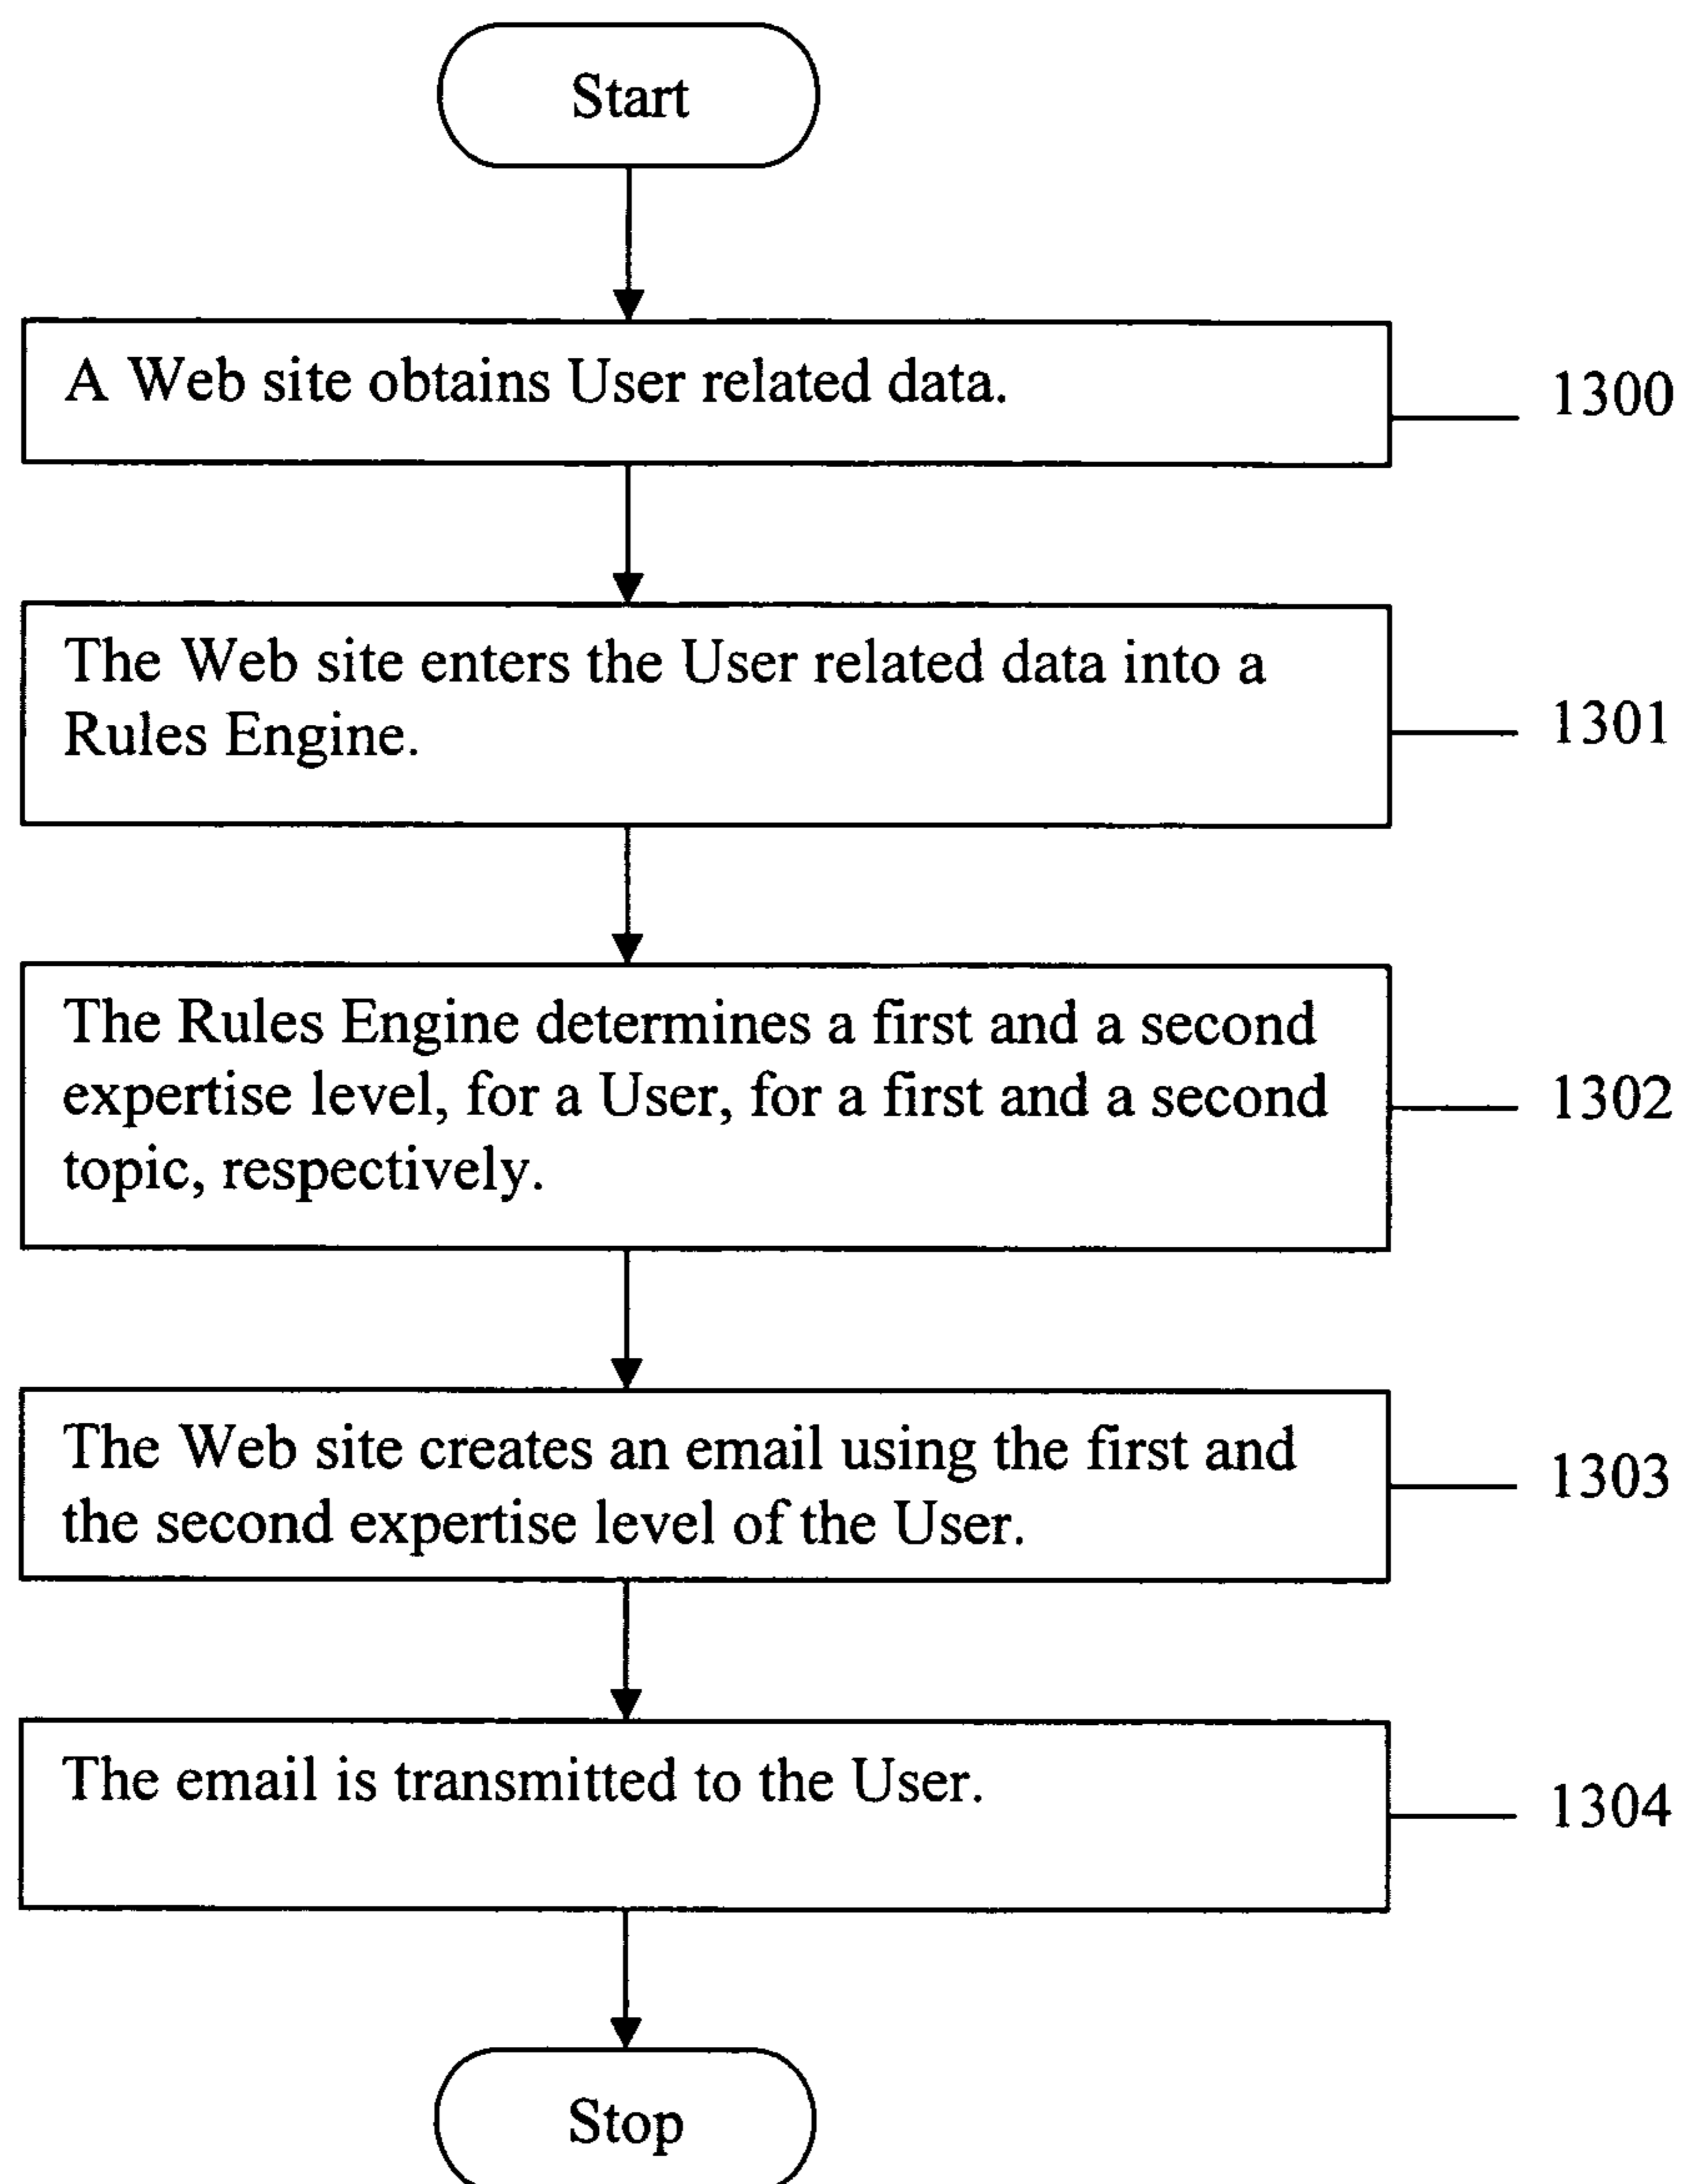 Start
A Web site obtains User related data.
1300
The Web site enters the User related data into a
Rules Engine.
1301
The Rules Engine determines a first and a second
expertise level, for a User, for a first and a second
topic, respectively.
1302
The Web site creates an email using the first and
the second expertise level of the User.
1303
The email is transmitted to the User.
1304
Stop